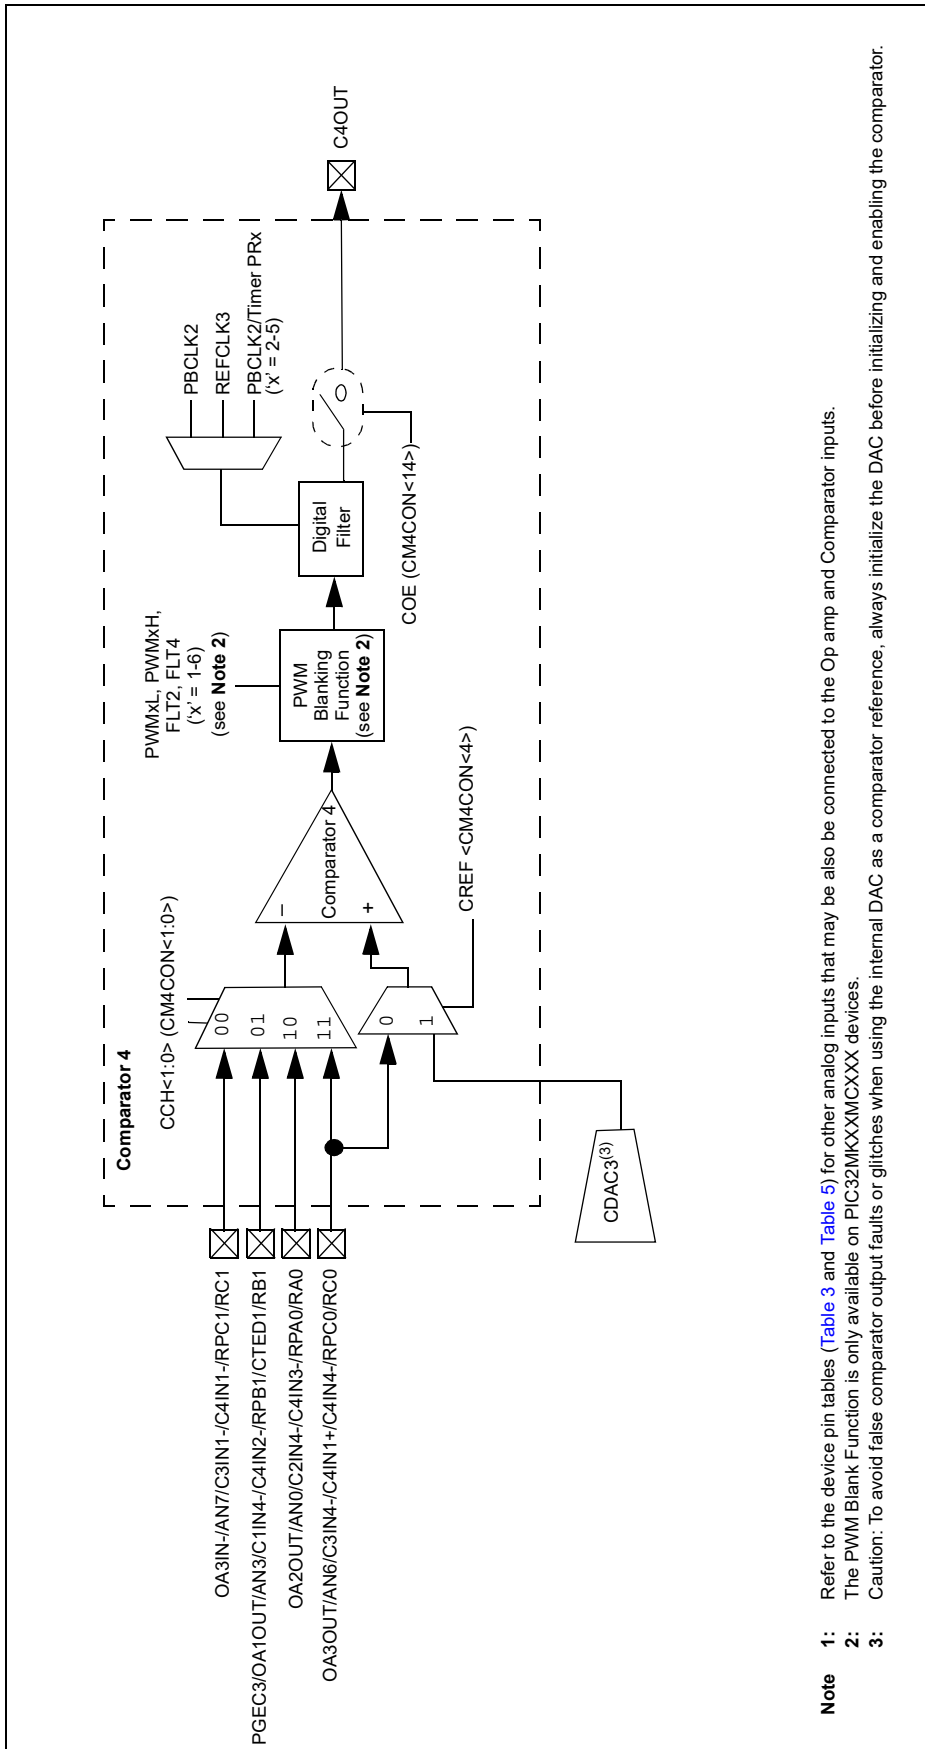 Comparator 4
CCH<1:0> (CM4CON<1:0>)
OA3IN-/AN7/C3IN1-/C4IN1-/RPC1/RC1
PGEC3/OA1OUT/AN3/C1IN4-/C4IN2-/RPB1/CTED1/RB1
OA2OUT/AN0/C2IN4-/C4IN3-/RPA0/RA0
OA3OUT/AN6/C3IN4-/C4IN1+/C4IN4-/RPC0/RC0
00
01
10
11
0
1
–
Comparator 4
+
CREF <CM4CON<4>)
CDAC3(3)
PWMxL, PWMxH,
FLT2, FLT4
('x' = 1-6)
(see Note 2)
PWM
Blanking
Function
(see Note 2)
Digital
Filter
PBCLK2
REFCLK3
PBCLK2/Timer PRx
('x' = 2-5)
COE (CM4CON<14>)
C4OUT
Note 1: Refer to the device pin tables (Table 3 and Table 5) for other analog inputs that may be also be connected to the Op amp and Comparator inputs.
2: The PWM Blank Function is only available on PIC32MKXXMCXXX devices.
3: Caution: To avoid false comparator output faults or glitches when using the internal DAC as a comparator reference, always initialize the DAC before initializing and enabling the comparator.